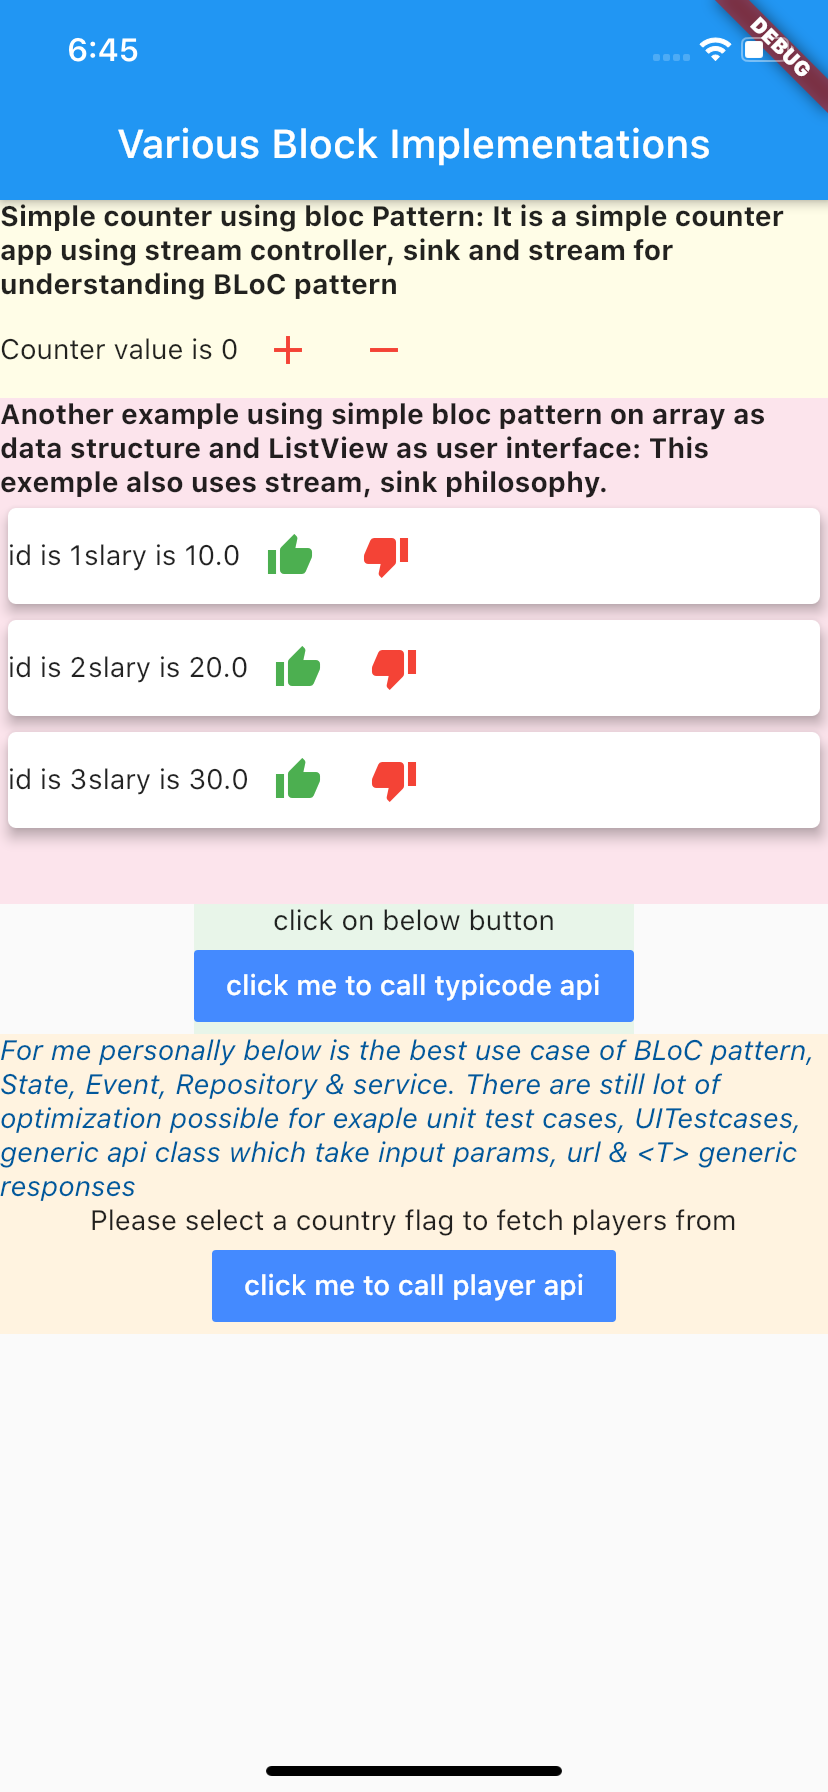 6:45
DEBUG
Various Block Implementations
Simple counter using bloc Pattern: It is a simple counter
app using stream controller, sink and stream for
understanding BLoC pattern
Counter value is 0
Another example using simple bloc pattern on array as
data structure and ListView as user interface: This
exemple also uses stream, sink philosophy.
id is 1slary is 10.0
id is 2slary is 20.0
id is 3slary is 30.0
click on below button
click me to call typicode api
For me personally below is the best use case of BLoC pattern,
State, Event, Repository & service. There are still lot of
optimization possible for exaple unit test cases, UITestcases,
generic api class which take input params, url & <T> generic
responses
Please select a country flag to fetch players from
click me to call player api